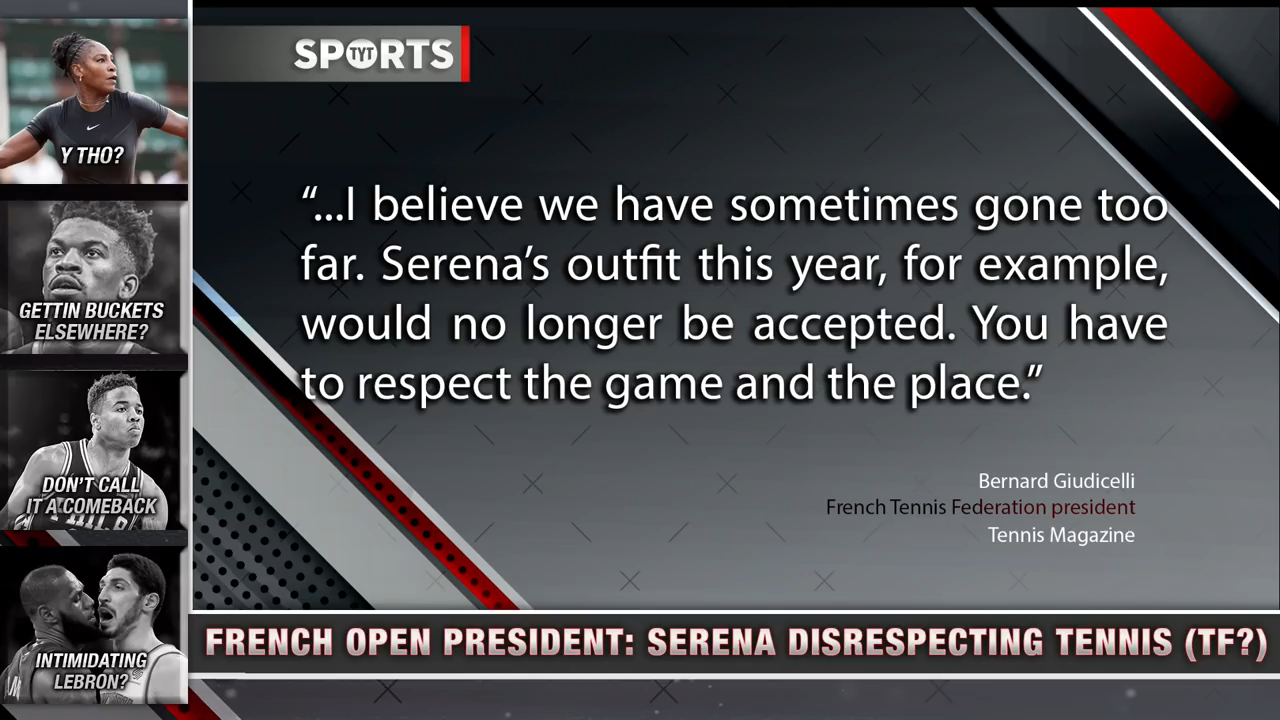 SPORTS
TYT
Y THO?
GETTIN BUCKETS
ELSEWHERE?
DON'T CALL
IT A COMEBACK
INTIMIDATING
LEBRON?
“...I believe we have sometimes gone too
far. Serena’s outfit this year, for example,
would no longer be accepted. You have
to respect the game and the place.”
Bernard Giudicelli
French Tennis Federation president
Tennis Magazine
FRENCH OPEN PRESIDENT: SERENA DISRESPECTING TENNIS (TF?)